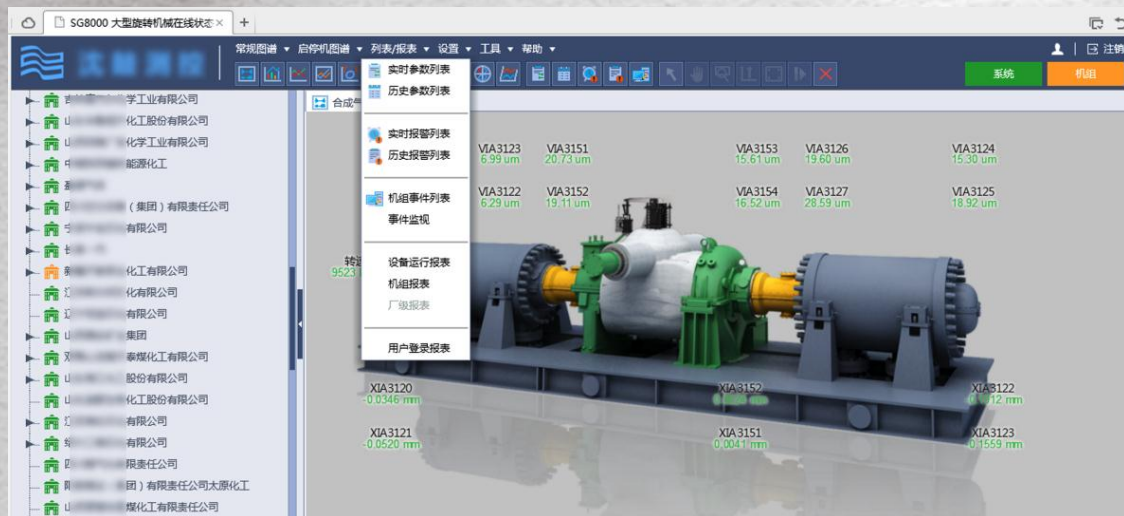 SG8000 大型旋转机械在线状态
常规图谱 启停机图谱 列表/报表 设置 工具 帮助
注销
系统 机组
实时参数列表
历史参数列表
实时报警列表
历史报警列表
机组事件列表
事件监视
设备运行报表
机组报表
厂级报表
用户登录报表
学工业有限公司
化工股份有限公司
化学工业有限公司
能源化工
（集团）有限责任公司
有限公司
化工有限公司
化有限公司
有限公司
集团
泰煤化工有限公司
股份有限公司
化工股份有限公司
有限公司
有限公司
限责任公司
团）有限责任公司太原化工
煤化工有限责任公司
合成气
VIA3123 VIA3151 VIA3153 VIA3126 VIA3124
6.99 um 20.73 um 15.61 um 19.60 um 15.30 um
VIA3122 VIA3152 VIA3154 VIA3127 VIA3125
6.29 um 19.11 um 16.52 um 28.59 um 18.92 um
转速
9523
XIA3120 XIA3152 XIA3122
-0.0346 mm
XIA3121 XIA3151 XIA3123
-0.0520 mm 0.0041 mm -0.1559 mm